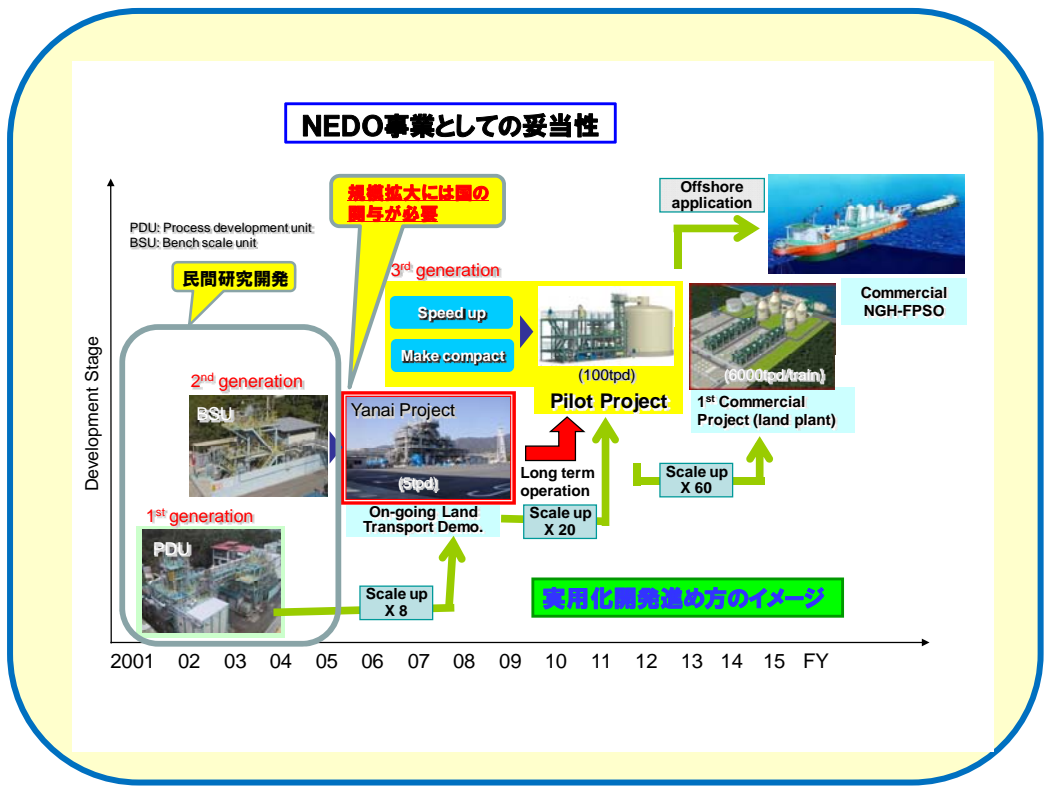 NEDO事業としての妥当性
規模拡大には国の
関与が必要
Offshore
application
PDU: Process development unit
BSU: Bench scale unit
民間研究開発
3rd generation
Speed up
Make compact
(100tpd)
Pilot Project
(6000tpd/train)
Commercial
NGH-FPSO
1st Commercial
Project (land plant)
2nd generation
BSU
Yanai Project
(5tpd)
Long term
operation
Scale up
X 60
On-going Land
Transport Demo.
Scale up
X 20
1st generation
PDU
Scale up
X 8
実用化開発進め方のイメージ
Development Stage
2001 02 03 04 05 06 07 08 09 10 11 12 13 14 15 FY